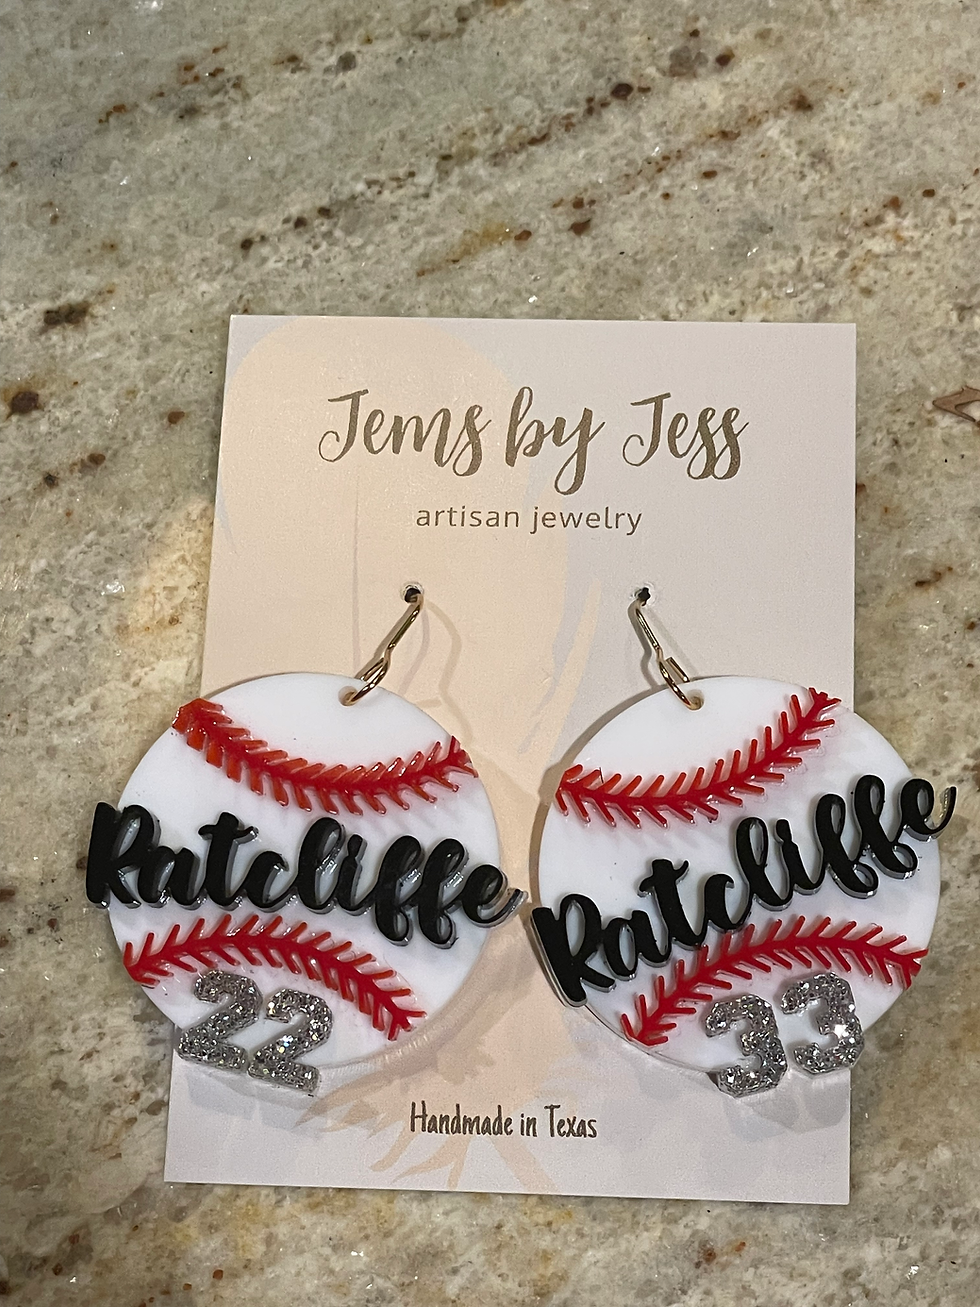 Jems by Jess
artisan jewelry
Ratcliffe
22
Ratcliffe
33
Handmade in Texas